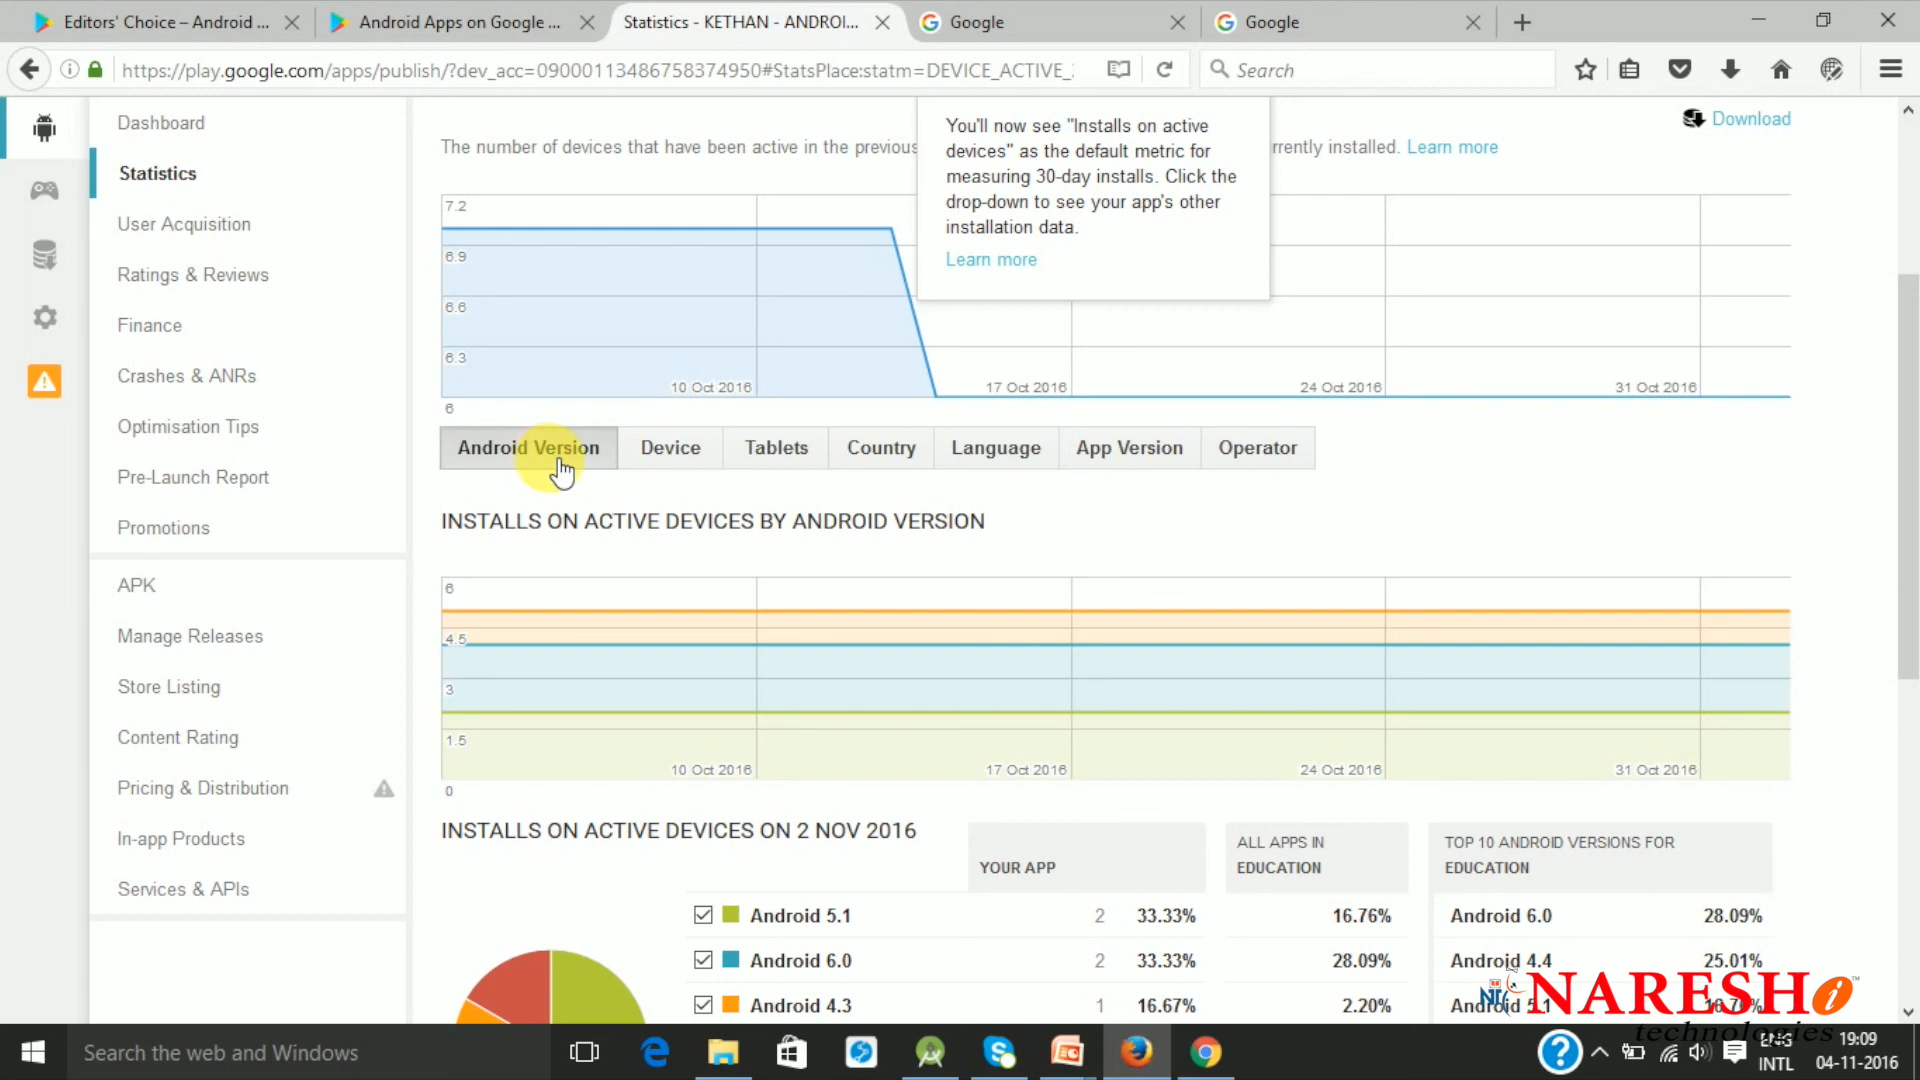 Editors' Choice – Android ...
Android Apps on Google ...
Statistics - KETHAN - ANDROI...
Google
Google
https://play.google.com/apps/publish/?dev_acc=09000113486758374950#StatsPlace:statm=DEVICE_ACTIVE_
Search
Dashboard
Statistics
User Acquisition
Ratings & Reviews
Finance
Crashes & ANRs
Optimisation Tips
Pre-Launch Report
Promotions
APK
Manage Releases
Store Listing
Content Rating
Pricing & Distribution
In-app Products
Services & APIs
Download
The number of devices that have been active in the previous
rrently installed. Learn more
You'll now see "Installs on active
devices" as the default metric for
measuring 30-day installs. Click the
drop-down to see your app's other
installation data.
Learn more
7.2
6.9
6.6
6.3
6
10 Oct 2016
17 Oct 2016
24 Oct 2016
31 Oct 2016
Android Version
Device
Tablets
Country
Language
App Version
Operator
INSTALLS ON ACTIVE DEVICES BY ANDROID VERSION
6
4.5
3
1.5
0
10 Oct 2016
17 Oct 2016
24 Oct 2016
31 Oct 2016
INSTALLS ON ACTIVE DEVICES ON 2 NOV 2016
YOUR APP
ALL APPS IN
EDUCATION
TOP 10 ANDROID VERSIONS FOR
EDUCATION
Android 5.1 2 33.33% 16.76%
Android 6.0 28.09%
Android 6.0 2 33.33% 28.09%
Android 4.4 25.01%
Android 4.3 1 16.67% 2.20%
Android 5.1
NARESH i
technologies
Search the web and Windows
ENG
INTL
19:09
04-11-2016